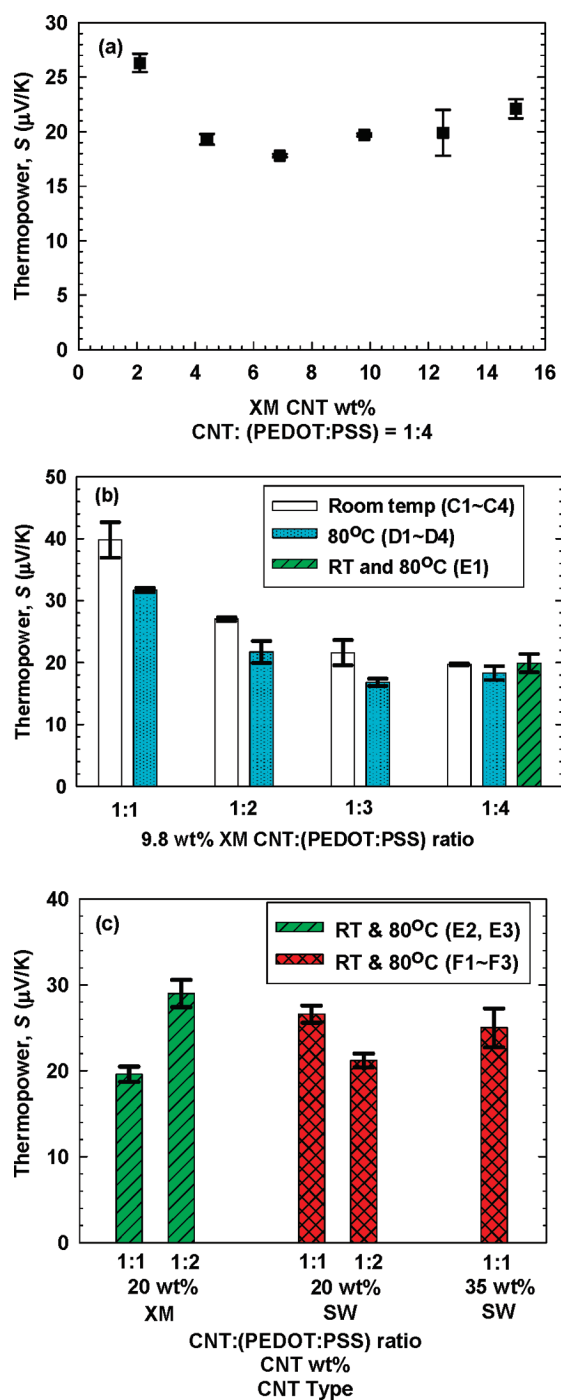 (a)
Thermopower, S (μV/K)
30
25
20
15
10
5
0
0 2 4 6 8 10 12 14 16
XM CNT wt%
CNT: (PEDOT:PSS) = 1:4
(b)
Room temp (C1~C4)
80OC (D1~D4)
RT and 80OC (E1)
Thermopower, S (μV/K)
50
40
30
20
10
0
1:1 1:2 1:3 1:4
9.8 wt% XM CNT:(PEDOT:PSS) ratio
(c)
RT & 80OC (E2, E3)
RT & 80OC (F1~F3)
Thermopower, S (μV/K)
40
30
20
10
0
1:1 1:2 1:1 1:2 1:1
20 wt% 20 wt% 35 wt%
XM SW SW
CNT:(PEDOT:PSS) ratio
CNT wt%
CNT Type